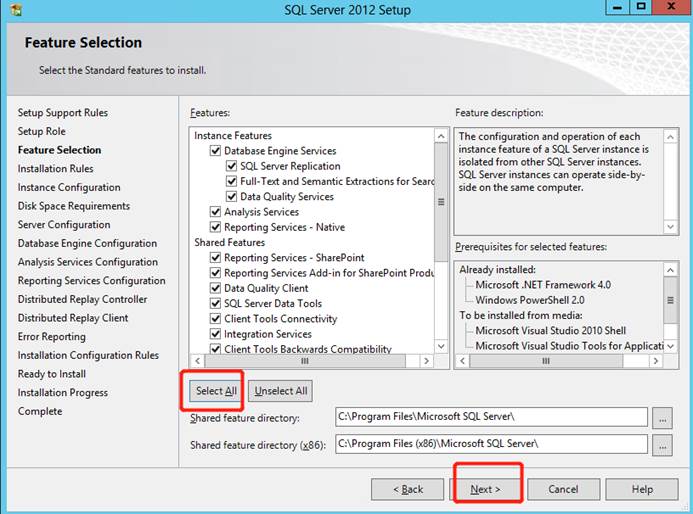 SQL Server 2012 Setup
Feature Selection
Select the Standard features to install.
Setup Support Rules
Setup Role
Feature Selection
Installation Rules
Instance Configuration
Disk Space Requirements
Server Configuration
Database Engine Configuration
Analysis Services Configuration
Reporting Services Configuration
Distributed Replay Controller
Distributed Replay Client
Error Reporting
Installation Configuration Rules
Ready to Install
Installation Progress
Complete
Features:
Instance Features
Database Engine Services
SQL Server Replication
Full-Text and Semantic Extractions for Searc
Data Quality Services
Analysis Services
Reporting Services - Native
Shared Features
Reporting Services - SharePoint
Reporting Services Add-in for SharePoint Produ
Data Quality Client
SQL Server Data Tools
Client Tools Connectivity
Integration Services
Client Tools Backwards Compatibility
Feature description:
The configuration and operation of each
instance feature of a SQL Server instance is
isolated from other SQL Server instances.
SQL Server instances can operate side-by-
side on the same computer.
Prerequisites for selected features:
Already installed:
Microsoft .NET Framework 4.0
Windows PowerShell 2.0
To be installed from media:
Microsoft Visual Studio 2010 Shell
Microsoft Visual Studio Tools for Applicati
Select All
Unselect All
Shared feature directory:
C:\Program Files\Microsoft SQL Server\
...
Shared feature directory (x86):
C:\Program Files (x86)\Microsoft SQL Server\
...
< Back
Next >
Cancel
Help